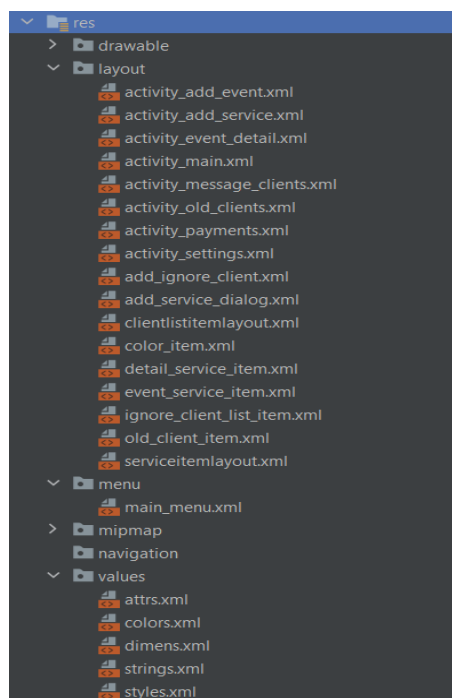 res
drawable
layout
activity_add_event.xml
activity_add_service.xml
activity_event_detail.xml
activity_main.xml
activity_message_clients.xml
activity_old_clients.xml
activity_payments.xml
activity_settings.xml
add_ignore_client.xml
add_service_dialog.xml
clientlistitemlayout.xml
color_item.xml
detail_service_item.xml
event_service_item.xml
ignore_client_list_item.xml
old_client_item.xml
serviceitemlayout.xml
menu
main_menu.xml
mipmap
navigation
values
attrs.xml
colors.xml
dimens.xml
strings.xml
styles.xml